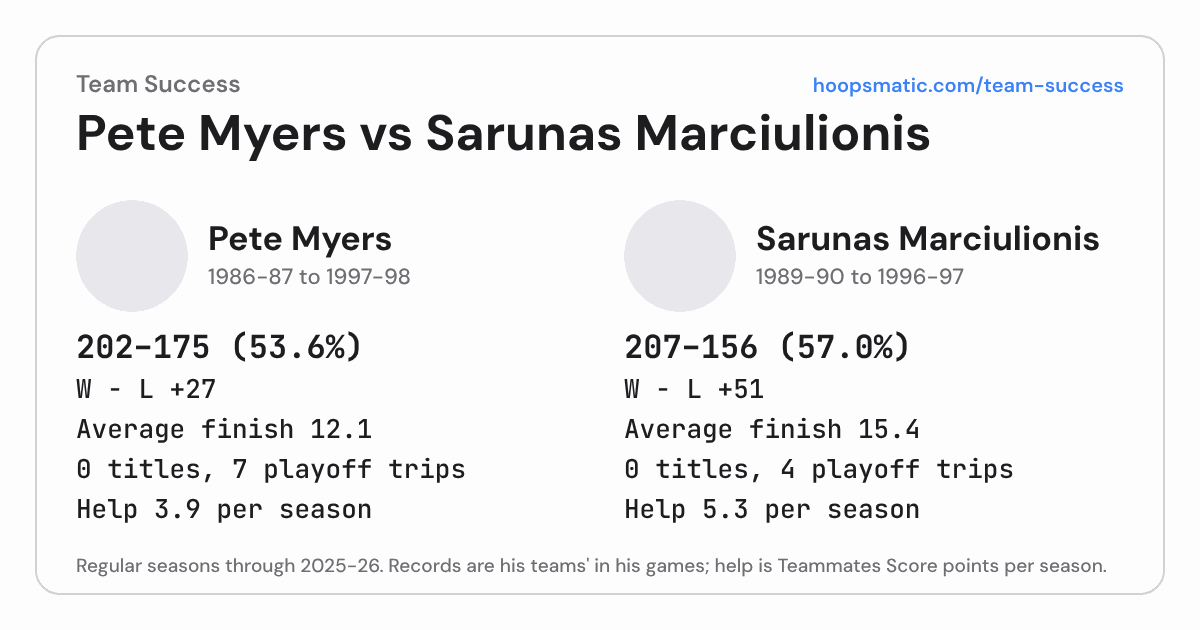 Team Success
hoopsmatic.com/team-success
Pete Myers vs Sarunas Marciulionis
Pete Myers
1986-87 to 1997-98
202-175 (53.6%)
W - L +27
Average finish 12.1
0 titles, 7 playoff trips
Help 3.9 per season
Sarunas Marciulionis
1989-90 to 1996-97
207-156 (57.0%)
W - L +51
Average finish 15.4
0 titles, 4 playoff trips
Help 5.3 per season
Regular seasons through 2025-26. Records are his teams' in his games; help is Teammates Score points per season.